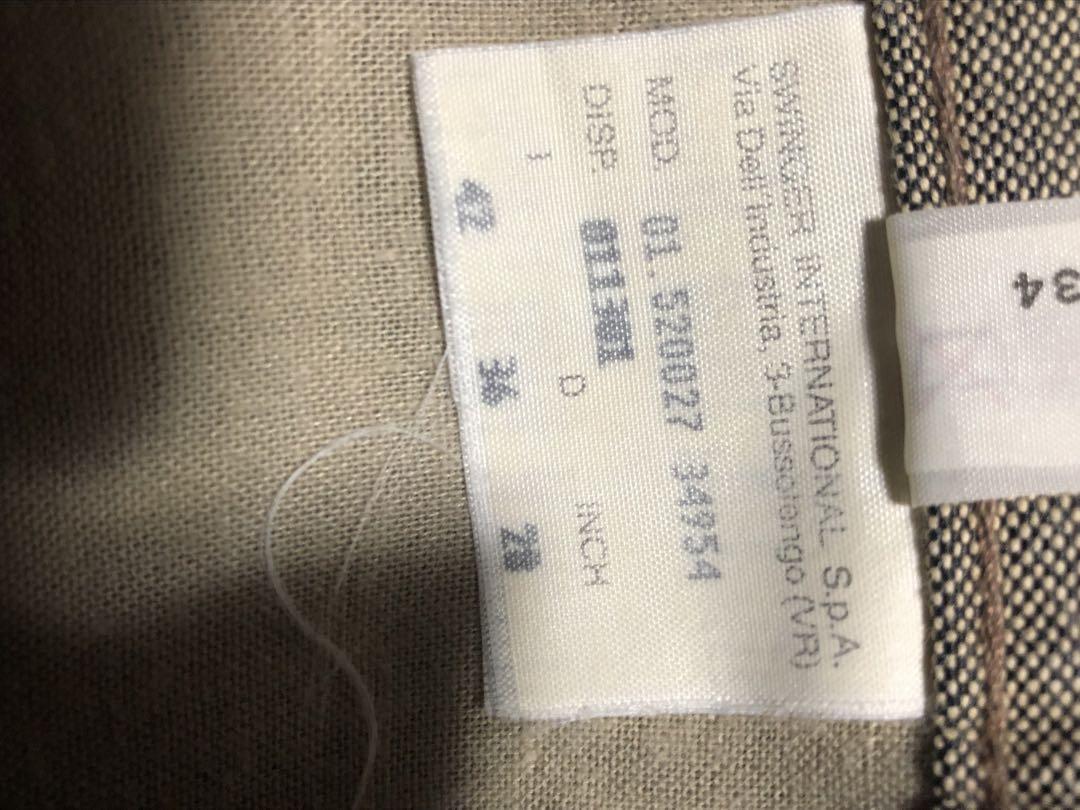 SWINGER INTERNATIONAL S.p.A.
Via Dell'industria, 3-Bussolengo (VR)
MOD. 01.520027 34954
DISP.
I D INCH
42 36 28
34